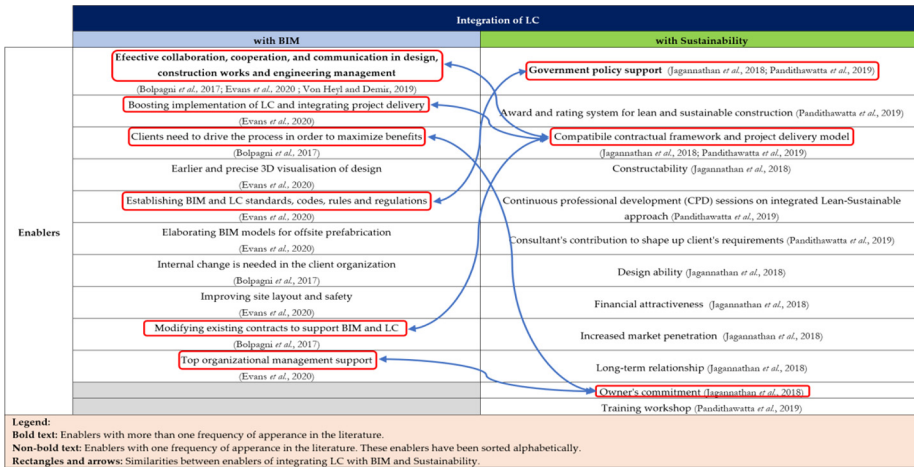 Integration of LC
with BIM
with Sustainability
Enablers
Efeective collaboration, cooperation, and communication in design,
construction works and engineering management
(Bolpagni et al., 2017; Evans et al., 2020 ; Von Heyl and Demir, 2019)
Boosting implementation of LC and integrating project delivery
(Evans et al., 2020)
Clients need to drive the process in order to maximize benefits
(Bolpagni et al., 2017)
Earlier and precise 3D visualisation of design
(Evans et al., 2020)
Establishing BIM and LC standards, codes, rules and regulations
(Evans et al., 2020)
Elaborating BIM models for offsite prefabrication
(Evans et al., 2020)
Internal change is needed in the client organization
(Bolpagni et al., 2017)
Improving site layout and safety
(Evans et al., 2020)
Modifying existing contracts to support BIM and LC
(Bolpagni et al., 2017)
Top organizational management support
(Evans et al., 2020)
Government policy support (Jagannathan et al., 2018; Pandithawatta et al., 2019)
Award and rating system for lean and sustainable construction (Pandithawatta et al., 2019)
Compatibile contractual framework and project delivery model
(Jagannathan et al., 2018; Pandithawatta et al., 2019)
Constructability (Jagannathan et al., 2018)
Continuous professional development (CPD) sessions on integrated Lean-Sustainable
approach (Pandithawatta et al., 2019)
Consultant's contribution to shape up client's requirements (Pandithawatta et al., 2019)
Design ability (Jagannathan et al., 2018)
Financial attractiveness (Jagannathan et al., 2018)
Increased market penetration (Jagannathan et al., 2018)
Long-term relationship (Jagannathan et al., 2018)
Owner's commitment (Jagannathan et al., 2018)
Training workshop (Pandithawatta et al., 2019)
Legend:
Bold text: Enablers with more than one frequency of apperance in the literature.
Non-bold text: Enablers with one frequency of apperance in the literature. These enablers have been sorted alphabetically.
Rectangles and arrows: Similarities between enablers of integrating LC with BIM and Sustainability.